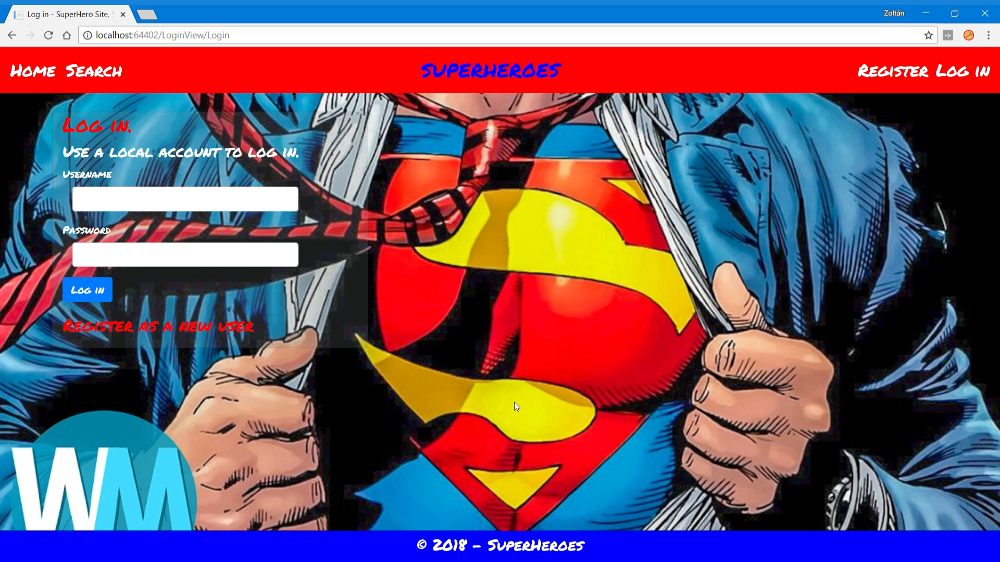 Log in - SuperHero Site,
Zoltán
localhost:64402/LoginView/Login
Home Search
SUPERHEROES
Register Log in
Log in.
Use a local account to log in.
Username
Password
Log in
Register as a new user
WM
© 2018 - SuperHeroes